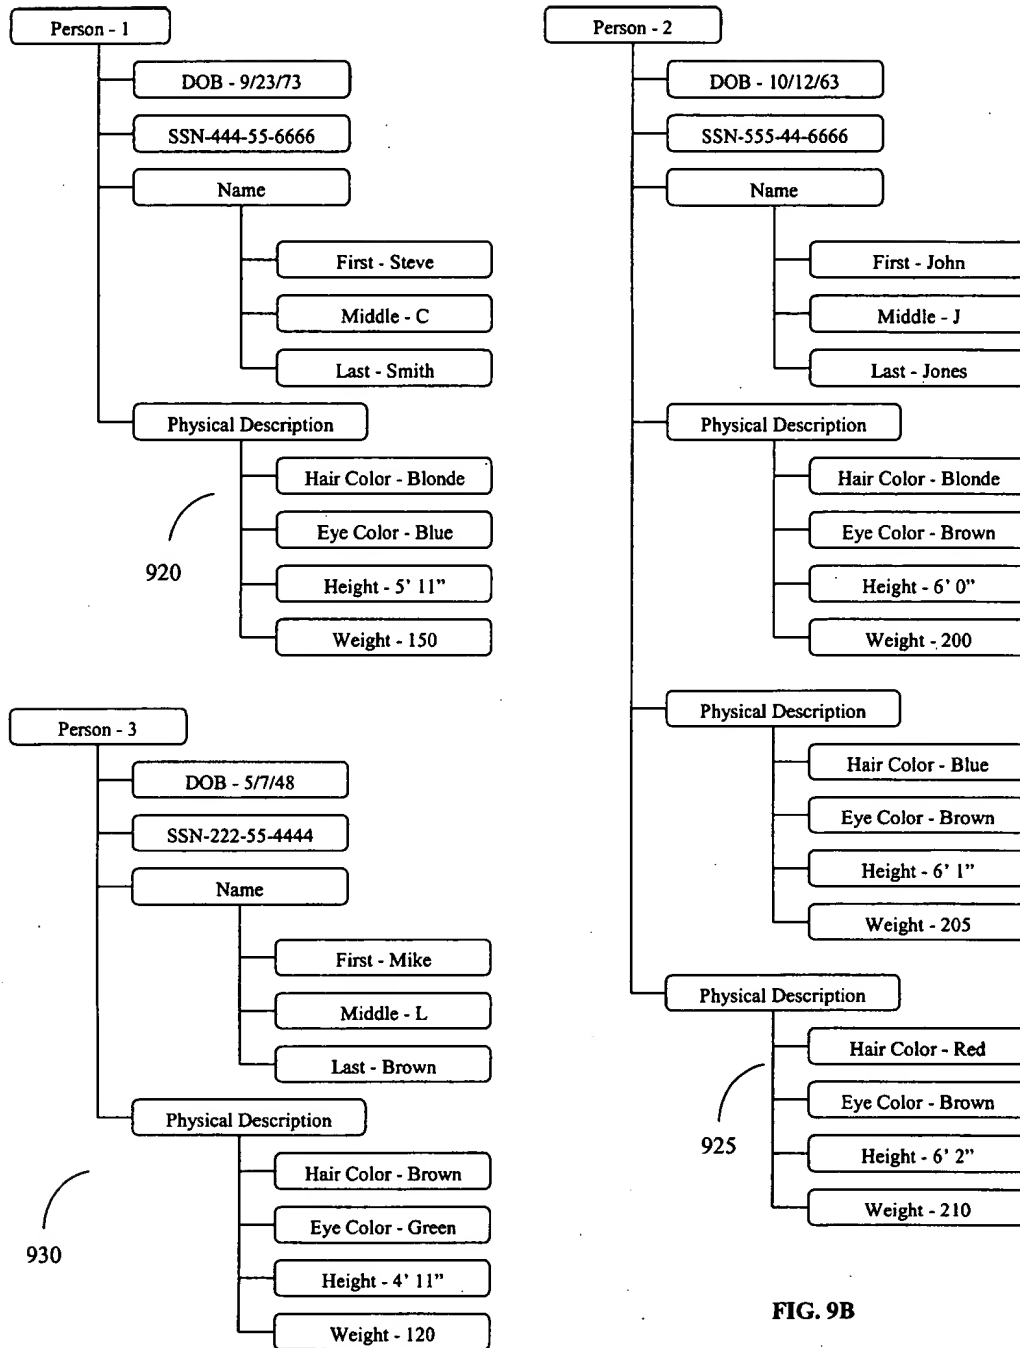 Person - 1
DOB - 9/23/73
SSN-444-55-6666
Name
First - Steve
Middle - C
Last - Smith
Physical Description
Hair Color - Blonde
Eye Color - Blue
Height - 5' 11"
Weight - 150
920
Person - 3
DOB - 5/7/48
SSN-222-55-4444
Name
First - Mike
Middle - L
Last - Brown
Physical Description
Hair Color - Brown
Eye Color - Green
Height - 4' 11"
Weight - 120
930
Person - 2
DOB - 10/12/63
SSN-555-44-6666
Name
First - John
Middle - J
Last - Jones
Physical Description
Hair Color - Blonde
Eye Color - Brown
Height - 6' 0"
Weight - 200
Physical Description
Hair Color - Blue
Eye Color - Brown
Height - 6' 1"
Weight - 205
Physical Description
Hair Color - Red
Eye Color - Brown
Height - 6' 2"
Weight - 210
925
FIG. 9B